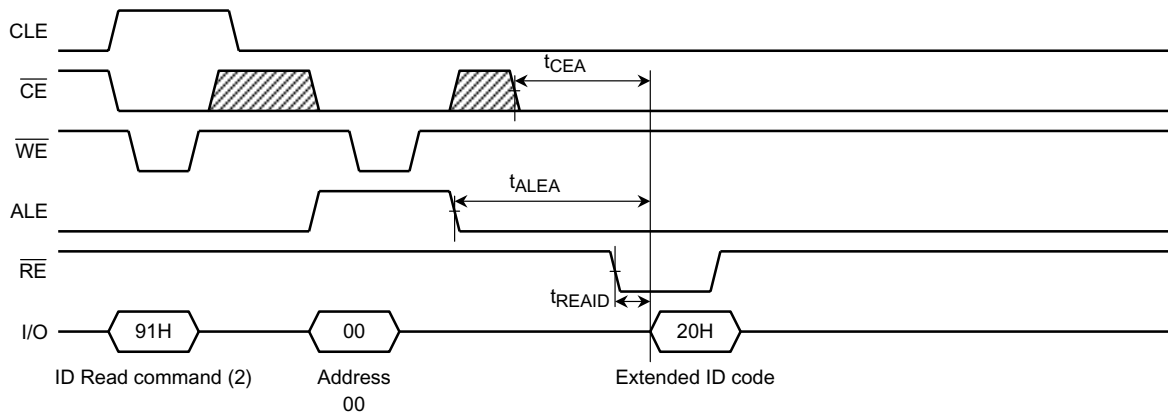 CLE
tCEA
CE
WE
tALEA
ALE
RE
tREAID
I/O 91H 00 20H
ID Read command (2) Address Extended ID code
00